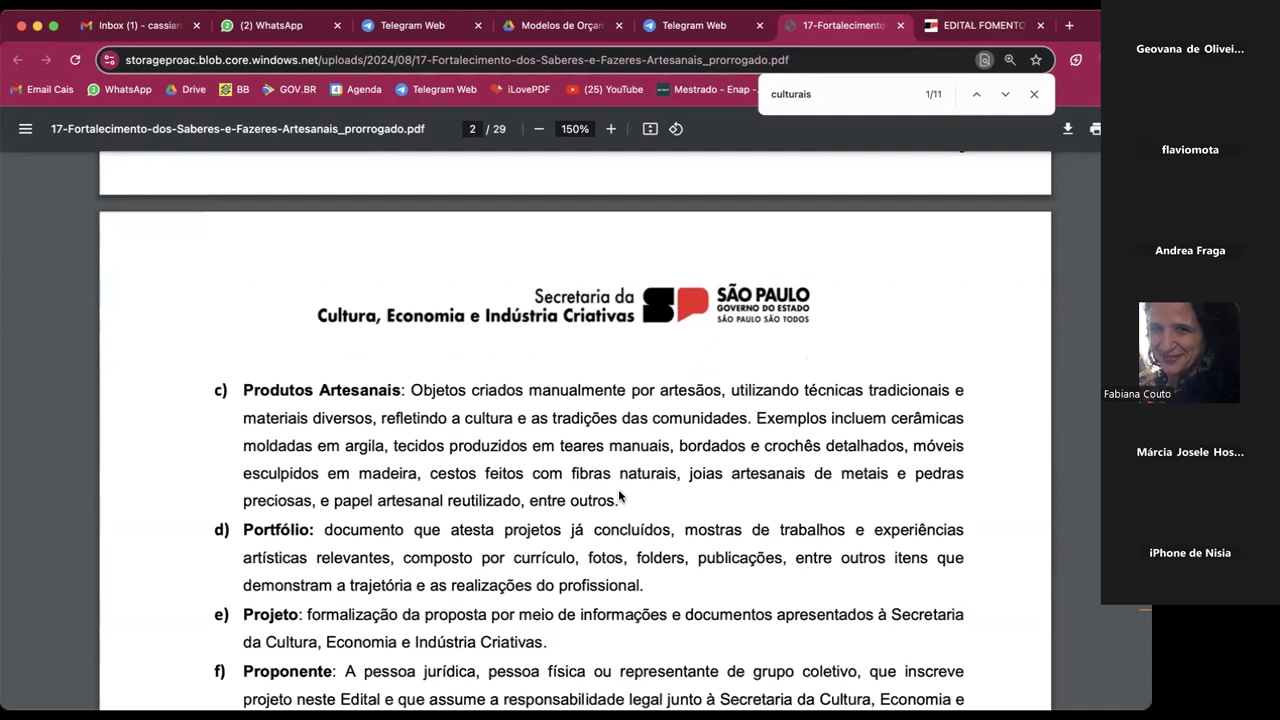 Inbox (1) - cassian
(2) WhatsApp
Telegram Web
Modelos de Orçan
Telegram Web
17-Fortalecimento
EDITAL FOMENTO
storageproac.blob.core.windows.net/uploads/2024/08/17-Fortalecimento-dos-Saberes-e-Fazeres-Artesanais_prorrogado.pdf
Email Cais
WhatsApp
Drive
BB
GOV.BR
Agenda
Telegram Web
iLovePDF
(25) YouTube
Mestrado - Enap
culturais
1/11
17-Fortalecimento-dos-Saberes-e-Fazeres-Artesanais_prorrogado.pdf
2 / 29
150%
Secretaria da
Cultura, Economia e Indústria Criativas
SÃO PAULO
GOVERNO DO ESTADO
SÃO PAULO SÃO TODOS
c) Produtos Artesanais: Objetos criados manualmente por artesãos, utilizando técnicas tradicionais e
materiais diversos, refletindo a cultura e as tradições das comunidades. Exemplos incluem cerâmicas
moldadas em argila, tecidos produzidos em teares manuais, bordados e crochês detalhados, móveis
esculpidos em madeira, cestos feitos com fibras naturais, joias artesanais de metais e pedras
preciosas, e papel artesanal reutilizado, entre outros.
d) Portfólio: documento que atesta projetos já concluídos, mostras de trabalhos e experiências
artísticas relevantes, composto por currículo, fotos, folders, publicações, entre outros itens que
demonstram a trajetória e as realizações do profissional.
e) Projeto: formalização da proposta por meio de informações e documentos apresentados à Secretaria
da Cultura, Economia e Indústria Criativas.
f) Proponente: A pessoa jurídica, pessoa física ou representante de grupo coletivo, que inscreve
projeto neste Edital e que assume a responsabilidade legal junto à Secretaria da Cultura, Economia e
Geovana de Olivei...
flaviomota
Andrea Fraga
Fabiana Couto
Márcia Josele Hos...
iPhone de Nisia